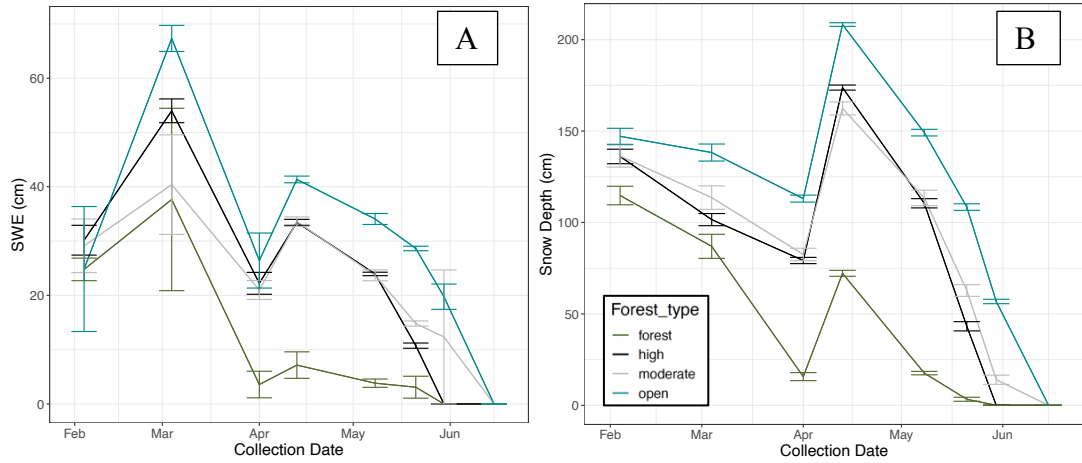 A
SWE (cm)
60
40
20
0
Feb
Mar
Apr
May
Jun
Collection Date
B
Snow Depth (cm)
200
150
100
50
0
Forest_type
forest
high
moderate
open
Feb
Mar
Apr
May
Jun
Collection Date